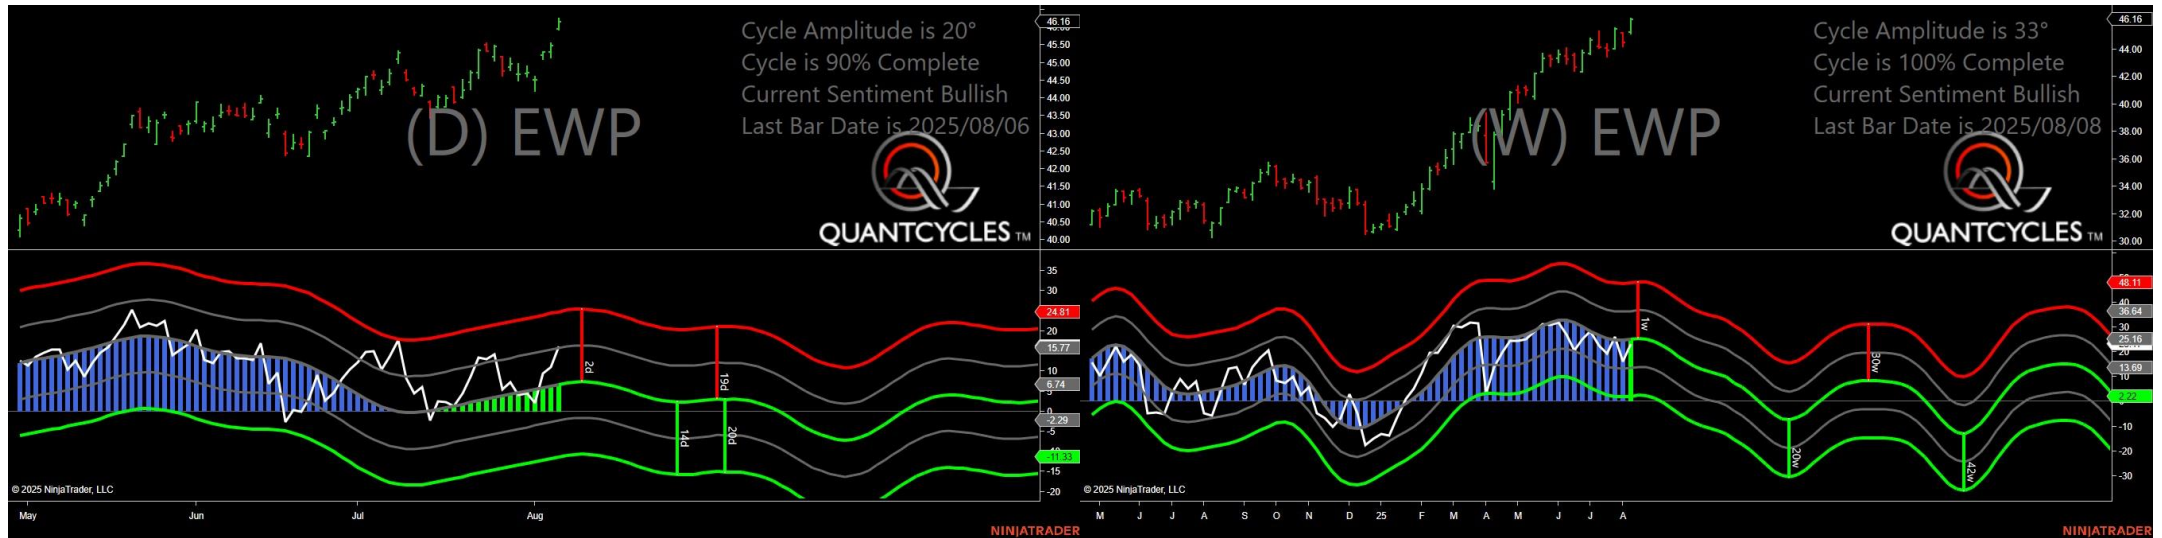 Cycle Amplitude is 20°
Cycle is 90% Complete
Current Sentiment Bullish
Last Bar Date is 2025/08/06
(D) EWP
QUANTCYCLES TM
46.16
45.50
45.00
44.50
44.00
43.50
43.00
42.50
42.00
41.50
41.00
40.50
40.00
35
30
24.81
20
15.77
10
6.74
5
0
-2.29
-5
-11.33
-15
-20
2d
19d
14d
20d
© 2025 NinjaTrader, LLC
May
Jun
Jul
Aug
NINJATRADER
Cycle Amplitude is 33°
Cycle is 100% Complete
Current Sentiment Bullish
Last Bar Date is 2025/08/08
(W) EWP
QUANTCYCLES TM
46.16
44.00
42.00
40.00
38.00
36.00
34.00
32.00
30.00
48.11
40
36.64
30
25.16
20
13.69
10
2.22
-10
-20
-30
1w
30w
20w
42w
© 2025 NinjaTrader, LLC
M J J A S O N D 25 F M A M J J A
NINJATRADER